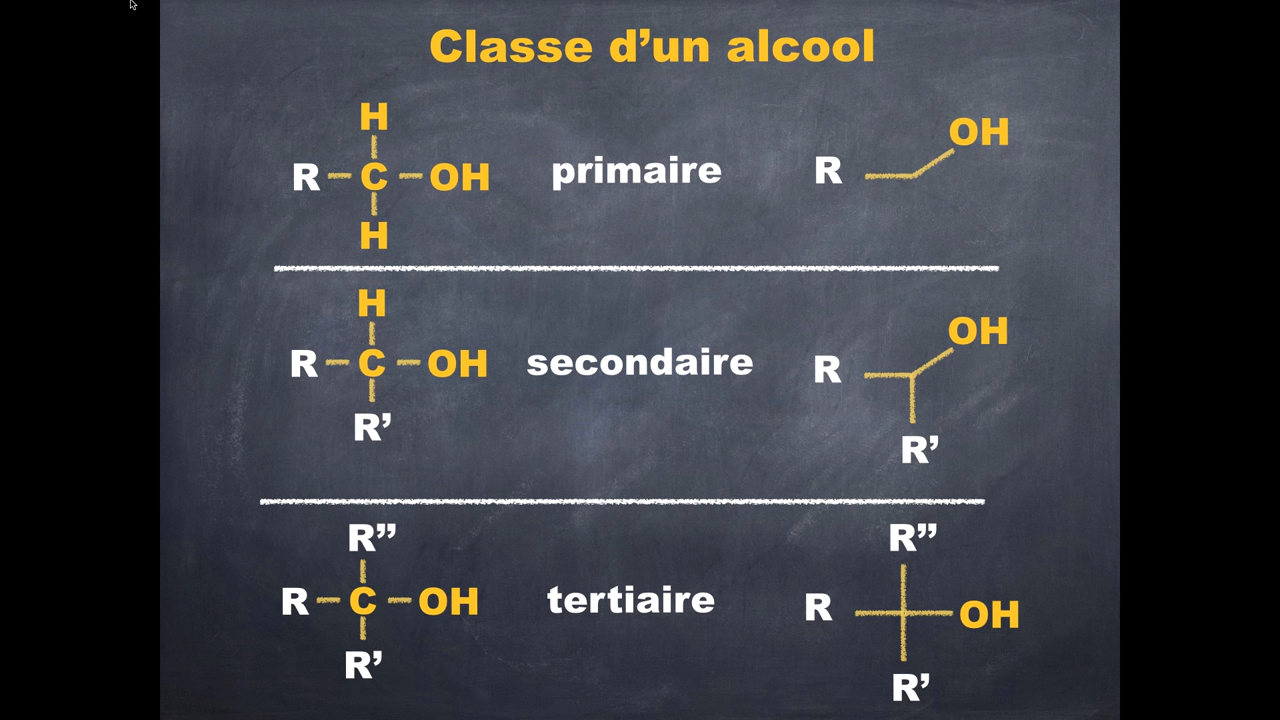 Classe d’un alcool
H
R C OH primaire R OH
H
H
R C OH secondaire R OH
R’ R’
R” R”
R C OH tertiaire R OH
R’ R’